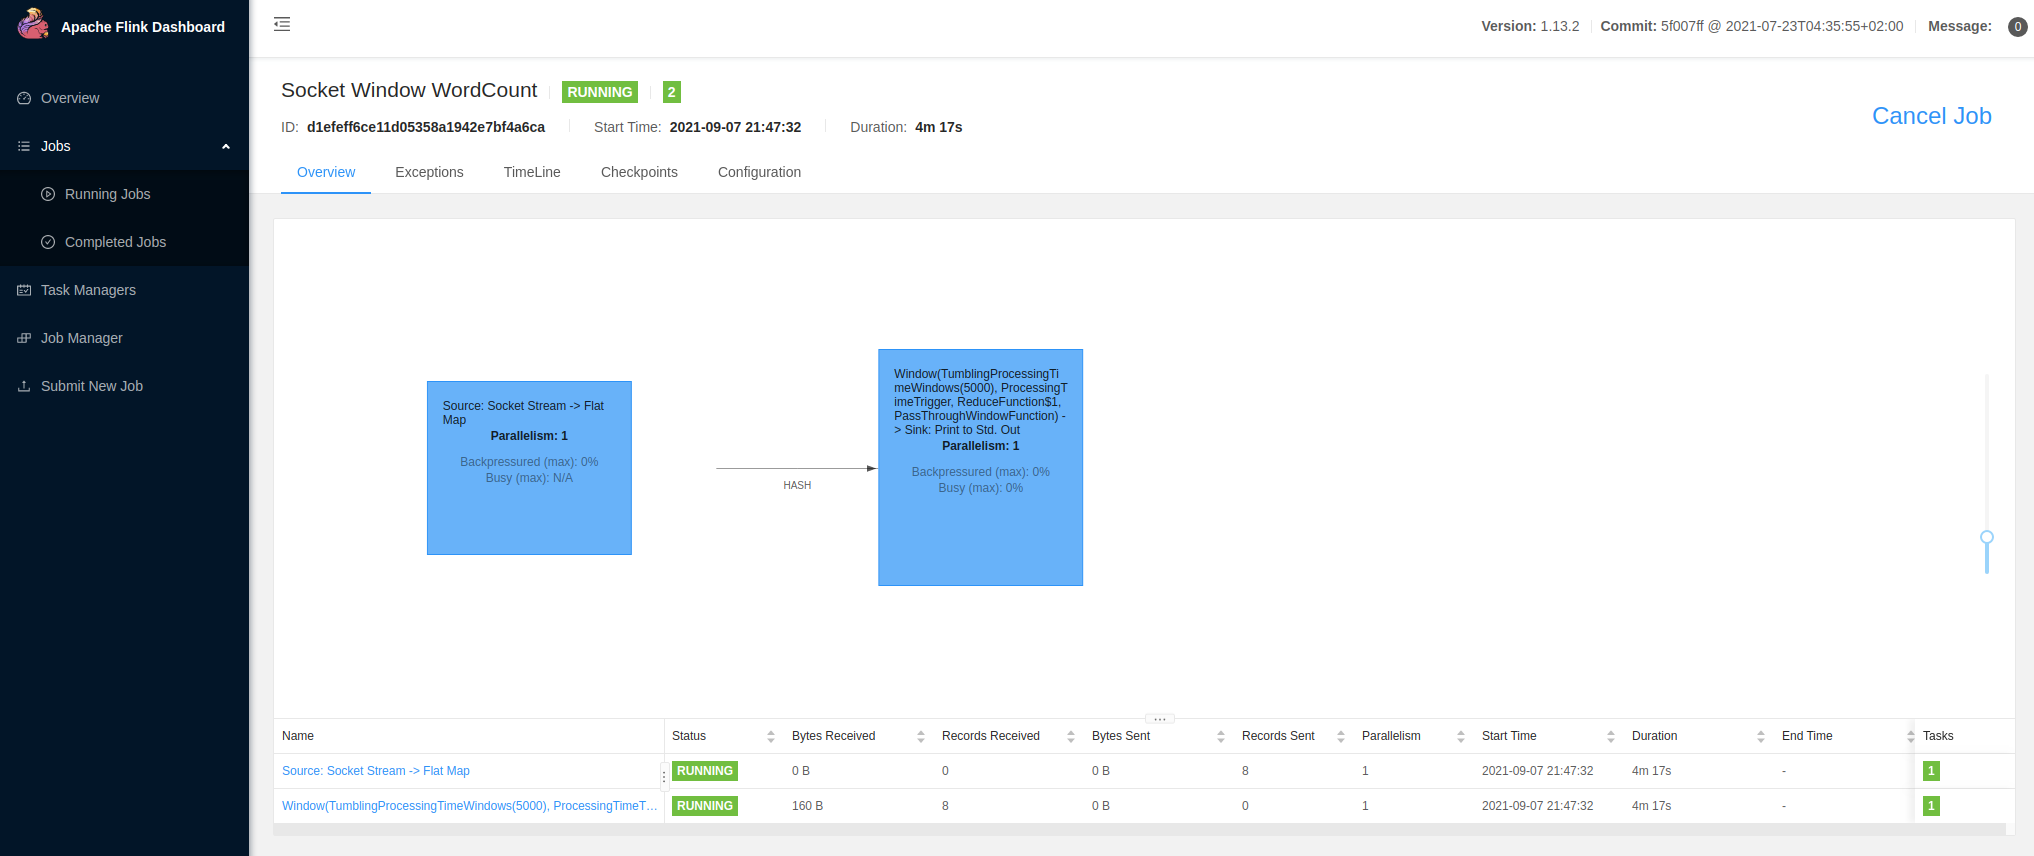 Apache Flink Dashboard
Version: 1.13.2 Commit: 5f007ff @ 2021-07-23T04:35:55+02:00 Message: 0
Overview
Jobs
Running Jobs
Completed Jobs
Task Managers
Job Manager
Submit New Job
Socket Window WordCount RUNNING 2
ID: d1efeff6ce11d05358a1942e7bf4a6ca Start Time: 2021-09-07 21:47:32 Duration: 4m 17s
Cancel Job
Overview Exceptions TimeLine Checkpoints Configuration
Source: Socket Stream -> Flat
Map
Parallelism: 1
Backpressured (max): 0%
Busy (max): N/A
HASH
Window(TumblingProcessingTi
meWindows(5000), ProcessingT
imeTrigger, ReduceFunction$1,
PassThroughWindowFunction) -
> Sink: Print to Std. Out
Parallelism: 1
Backpressured (max): 0%
Busy (max): 0%
Name Status Bytes Received Records Received Bytes Sent Records Sent Parallelism Start Time Duration End Time Tasks
Source: Socket Stream -> Flat Map RUNNING 0 B 0 0 B 8 1 2021-09-07 21:47:32 4m 17s - 1
Window(TumblingProcessingTimeWindows(5000), ProcessingTimeT... RUNNING 160 B 8 0 B 0 1 2021-09-07 21:47:32 4m 17s - 1